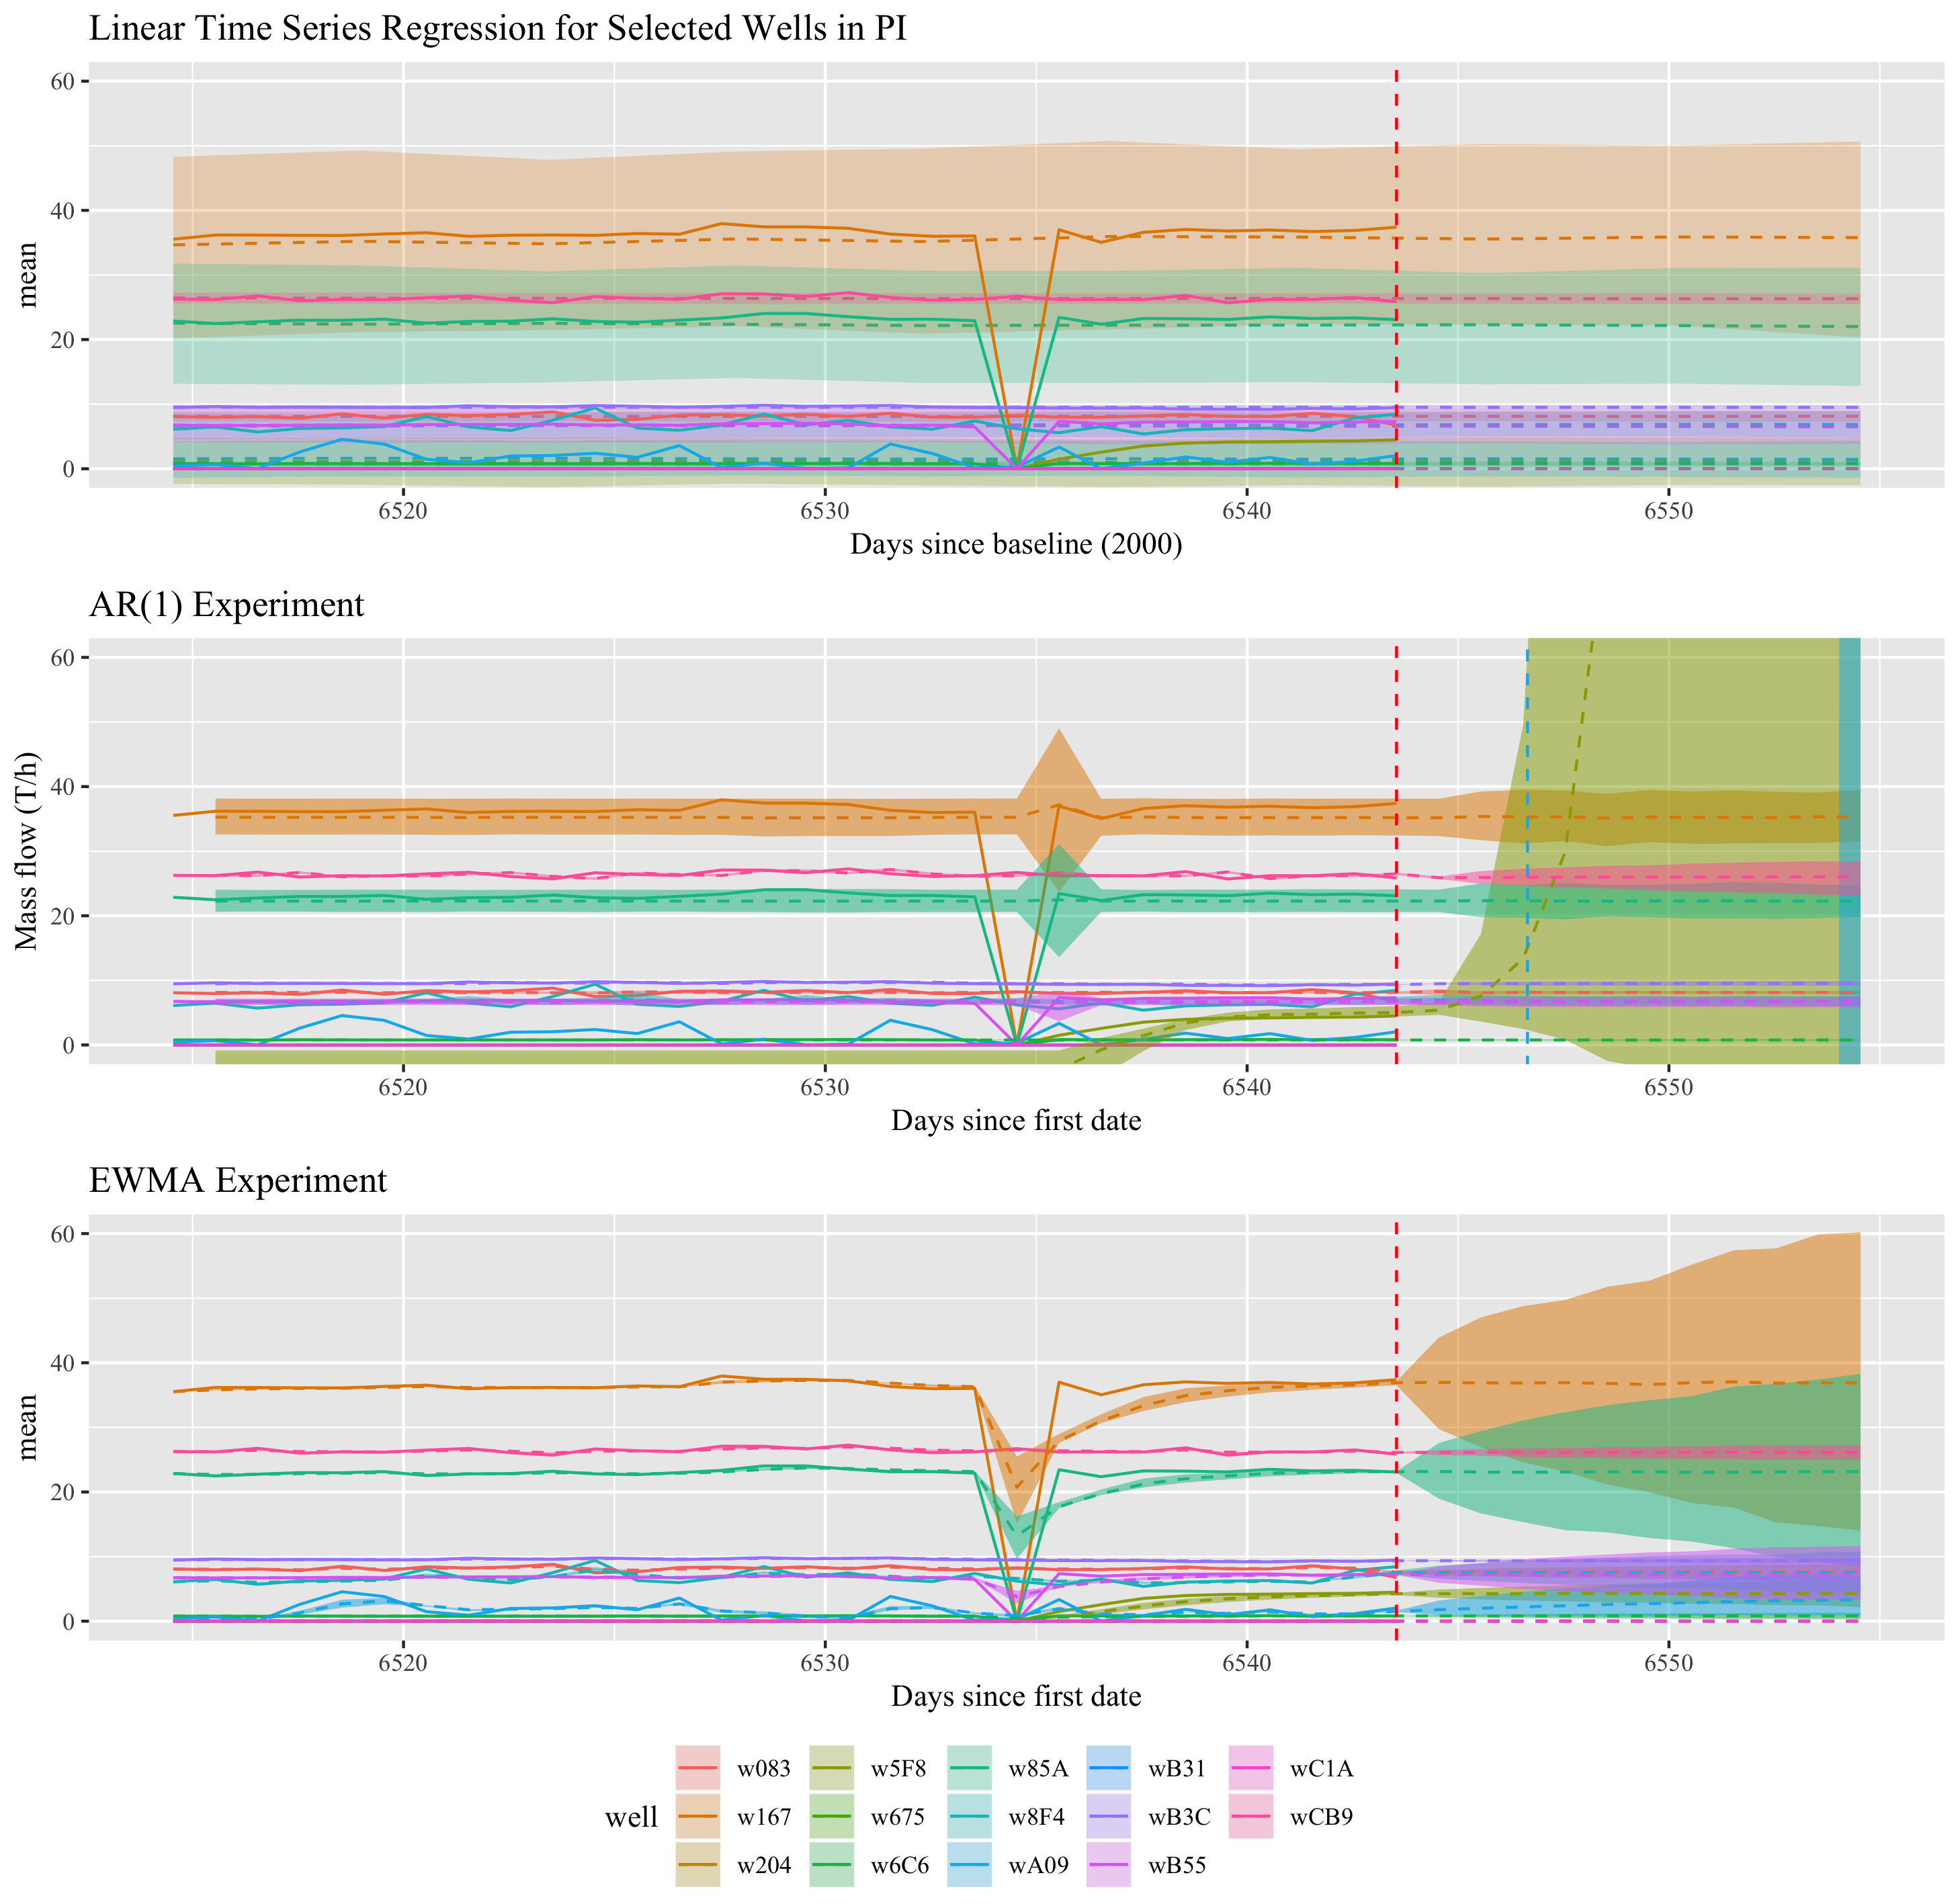 Linear Time Series Regression for Selected Wells in PI
60
40
20
0
mean
6520 6530 6540 6550
Days since baseline (2000)
AR(1) Experiment
60
40
20
0
Mass flow (T/h)
6520 6530 6540 6550
Days since first date
EWMA Experiment
60
40
20
0
mean
6520 6530 6540 6550
Days since first date
w083 w5F8 w85A wB31 wC1A
well w167 w675 w8F4 wB3C wCB9
w204 w6C6 wA09 wB55